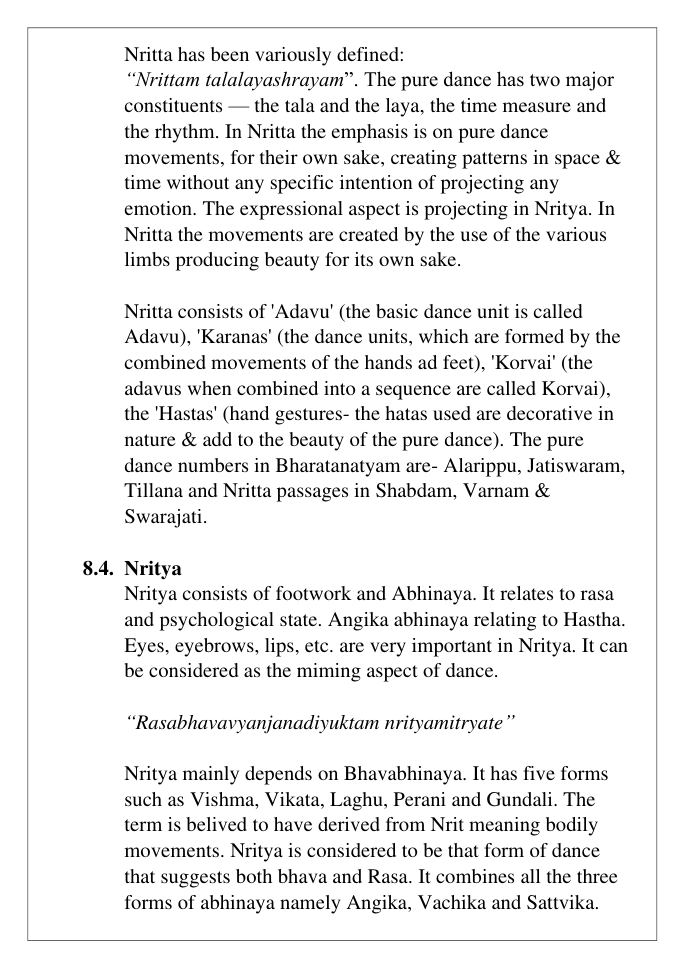 Nritta has been variously defined:
“Nrittam talalayashrayam”. The pure dance has two major
constituents — the tala and the laya, the time measure and
the rhythm. In Nritta the emphasis is on pure dance
movements, for their own sake, creating patterns in space &
time without any specific intention of projecting any
emotion. The expressional aspect is projecting in Nritya. In
Nritta the movements are created by the use of the various
limbs producing beauty for its own sake.
Nritta consists of 'Adavu' (the basic dance unit is called
Adavu), 'Karanas' (the dance units, which are formed by the
combined movements of the hands ad feet), 'Korvai' (the
adavus when combined into a sequence are called Korvai),
the 'Hastas' (hand gestures- the hatas used are decorative in
nature & add to the beauty of the pure dance). The pure
dance numbers in Bharatanatyam are- Alarippu, Jatiswaram,
Tillana and Nritta passages in Shabdam, Varnam &
Swarajati.
8.4. Nritya
Nritya consists of footwork and Abhinaya. It relates to rasa
and psychological state. Angika abhinaya relating to Hastha.
Eyes, eyebrows, lips, etc. are very important in Nritya. It can
be considered as the miming aspect of dance.
“Rasabhavavyanjanadiyuktam nrityamitryate”
Nritya mainly depends on Bhavabhinaya. It has five forms
such as Vishma, Vikata, Laghu, Perani and Gundali. The
term is belived to have derived from Nrit meaning bodily
movements. Nritya is considered to be that form of dance
that suggests both bhava and Rasa. It combines all the three
forms of abhinaya namely Angika, Vachika and Sattvika.